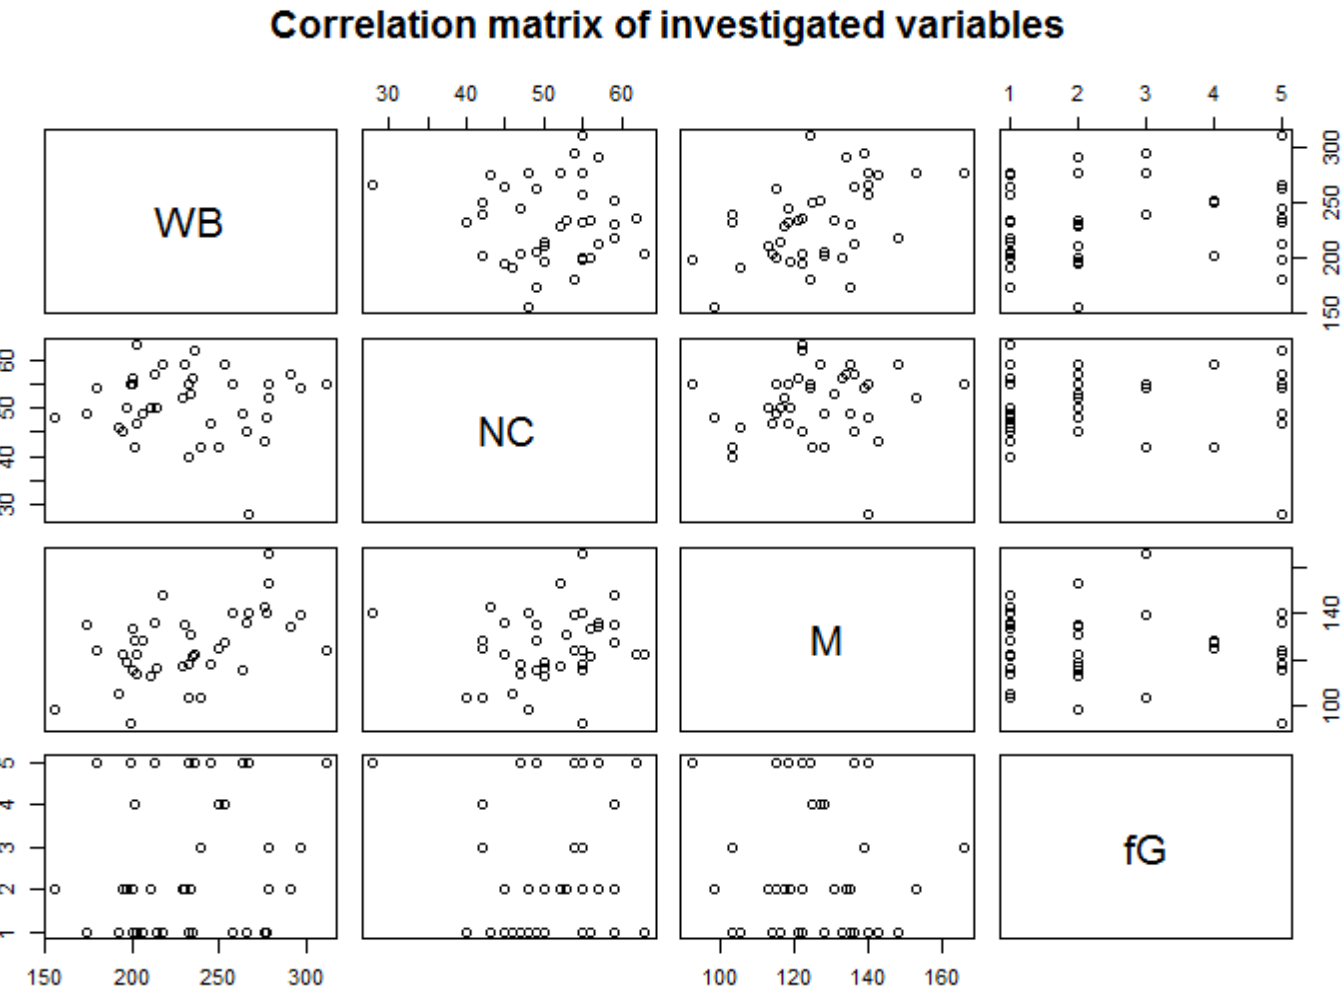 Correlation matrix of investigated variables
30 40 50 60 1 2 3 4 5
WB
150 200 250 300
30 40 50 60
NC
M
100 140
1 2 3 4 5
fG
150 200 250 300 100 120 140 160